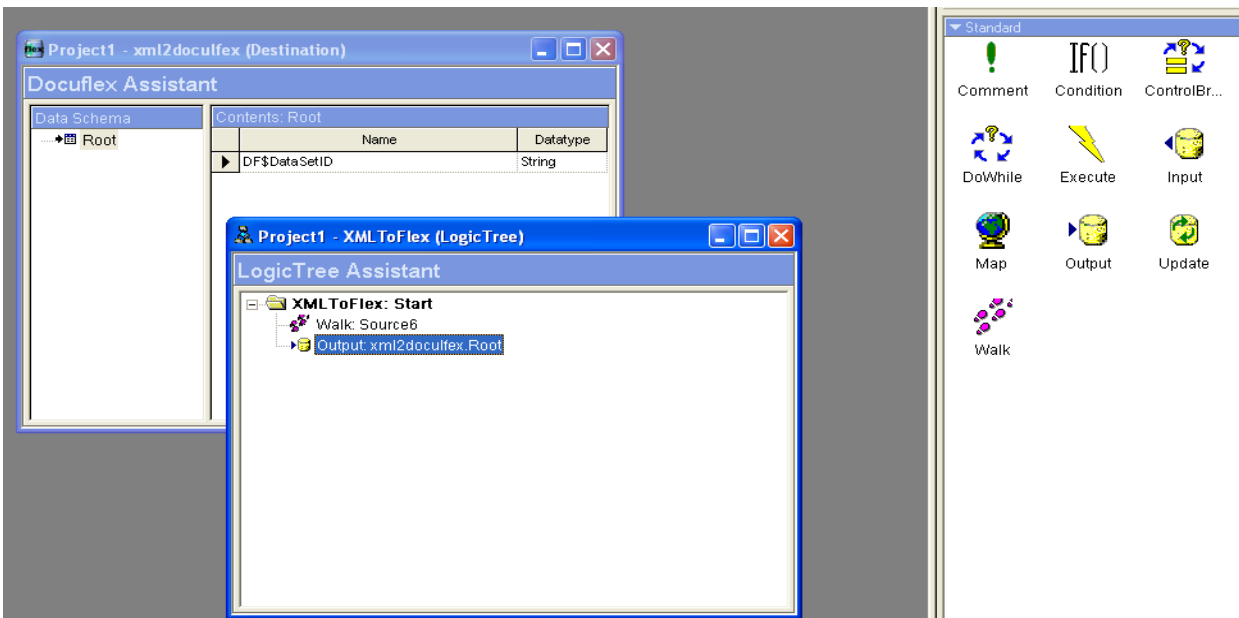 Project1 - xml2doculfex (Destination)
Docuflex Assistant
Data Schema
Root
Contents: Root
Name Datatype
DF$DataSetID String
Project1 - XMLToFlex (LogicTree)
LogicTree Assistant
XMLToFlex: Start
Walk: Source6
Output: xml2doculfex.Root
Standard
Comment Condition ControlBr...
DoWhile Execute Input
Map Output Update
Walk